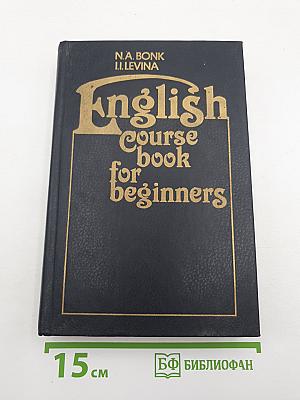 N.A.BONK
I.I.LEVINA
English
course
book
for
beginners
15 см
БФ БИБЛИОФАН